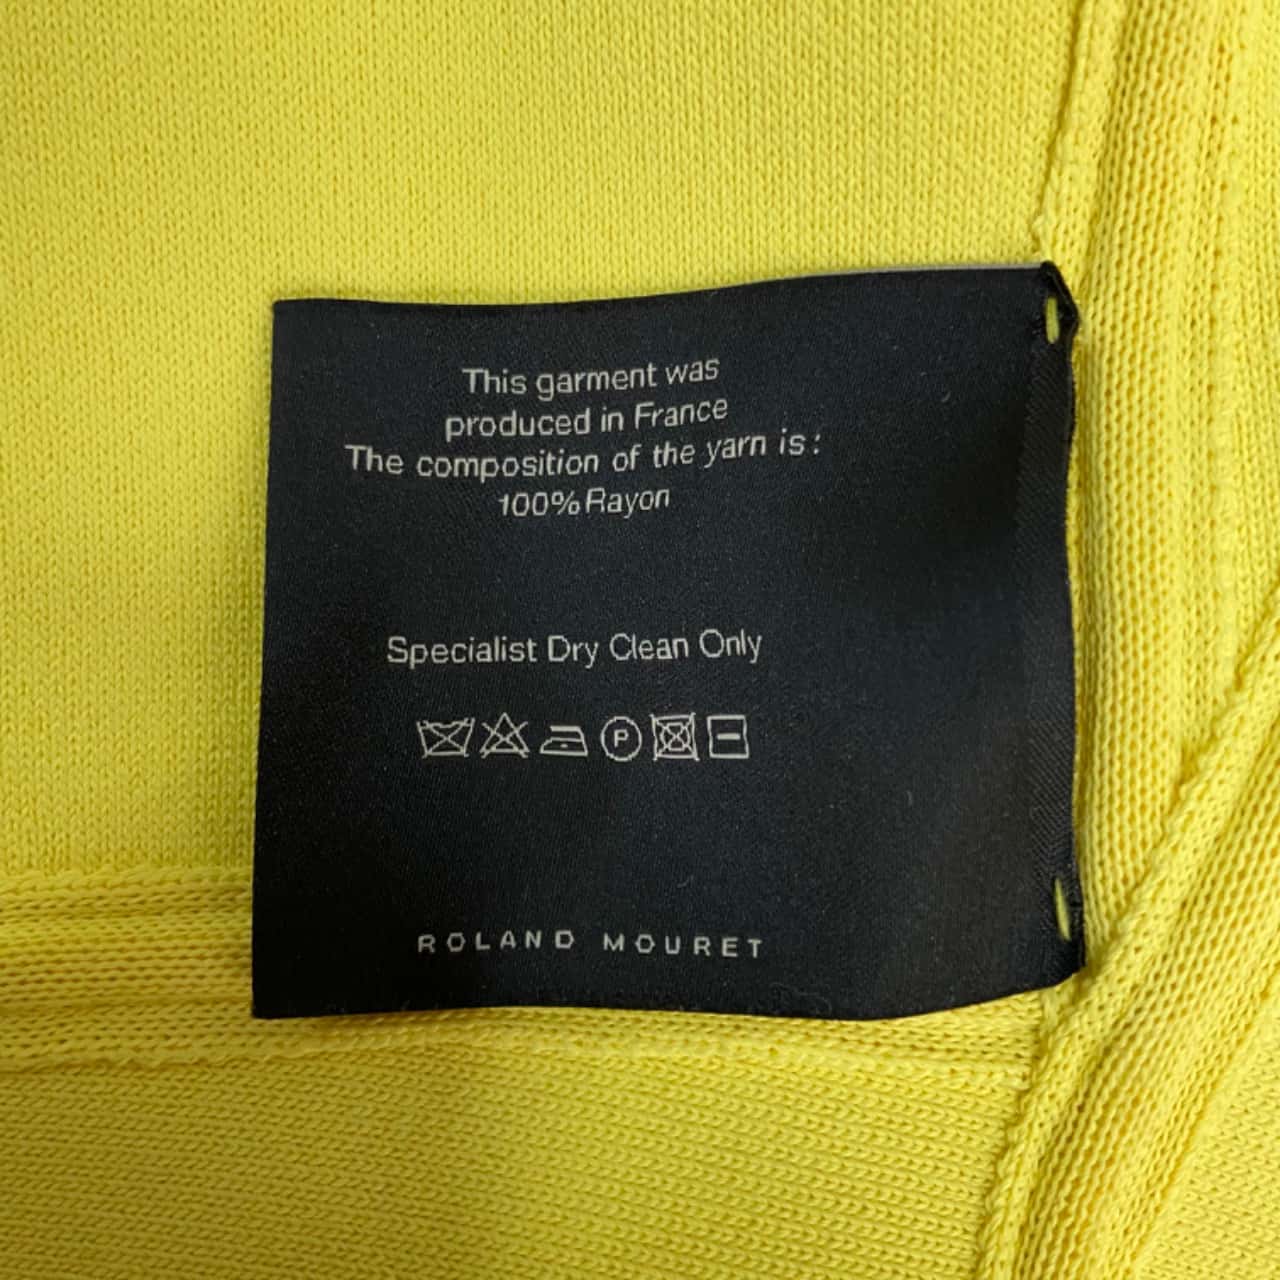 This garment was
produced in France
The composition of the yarn is:
100% Rayon
Specialist Dry Clean Only
P
ROLAND MOURET